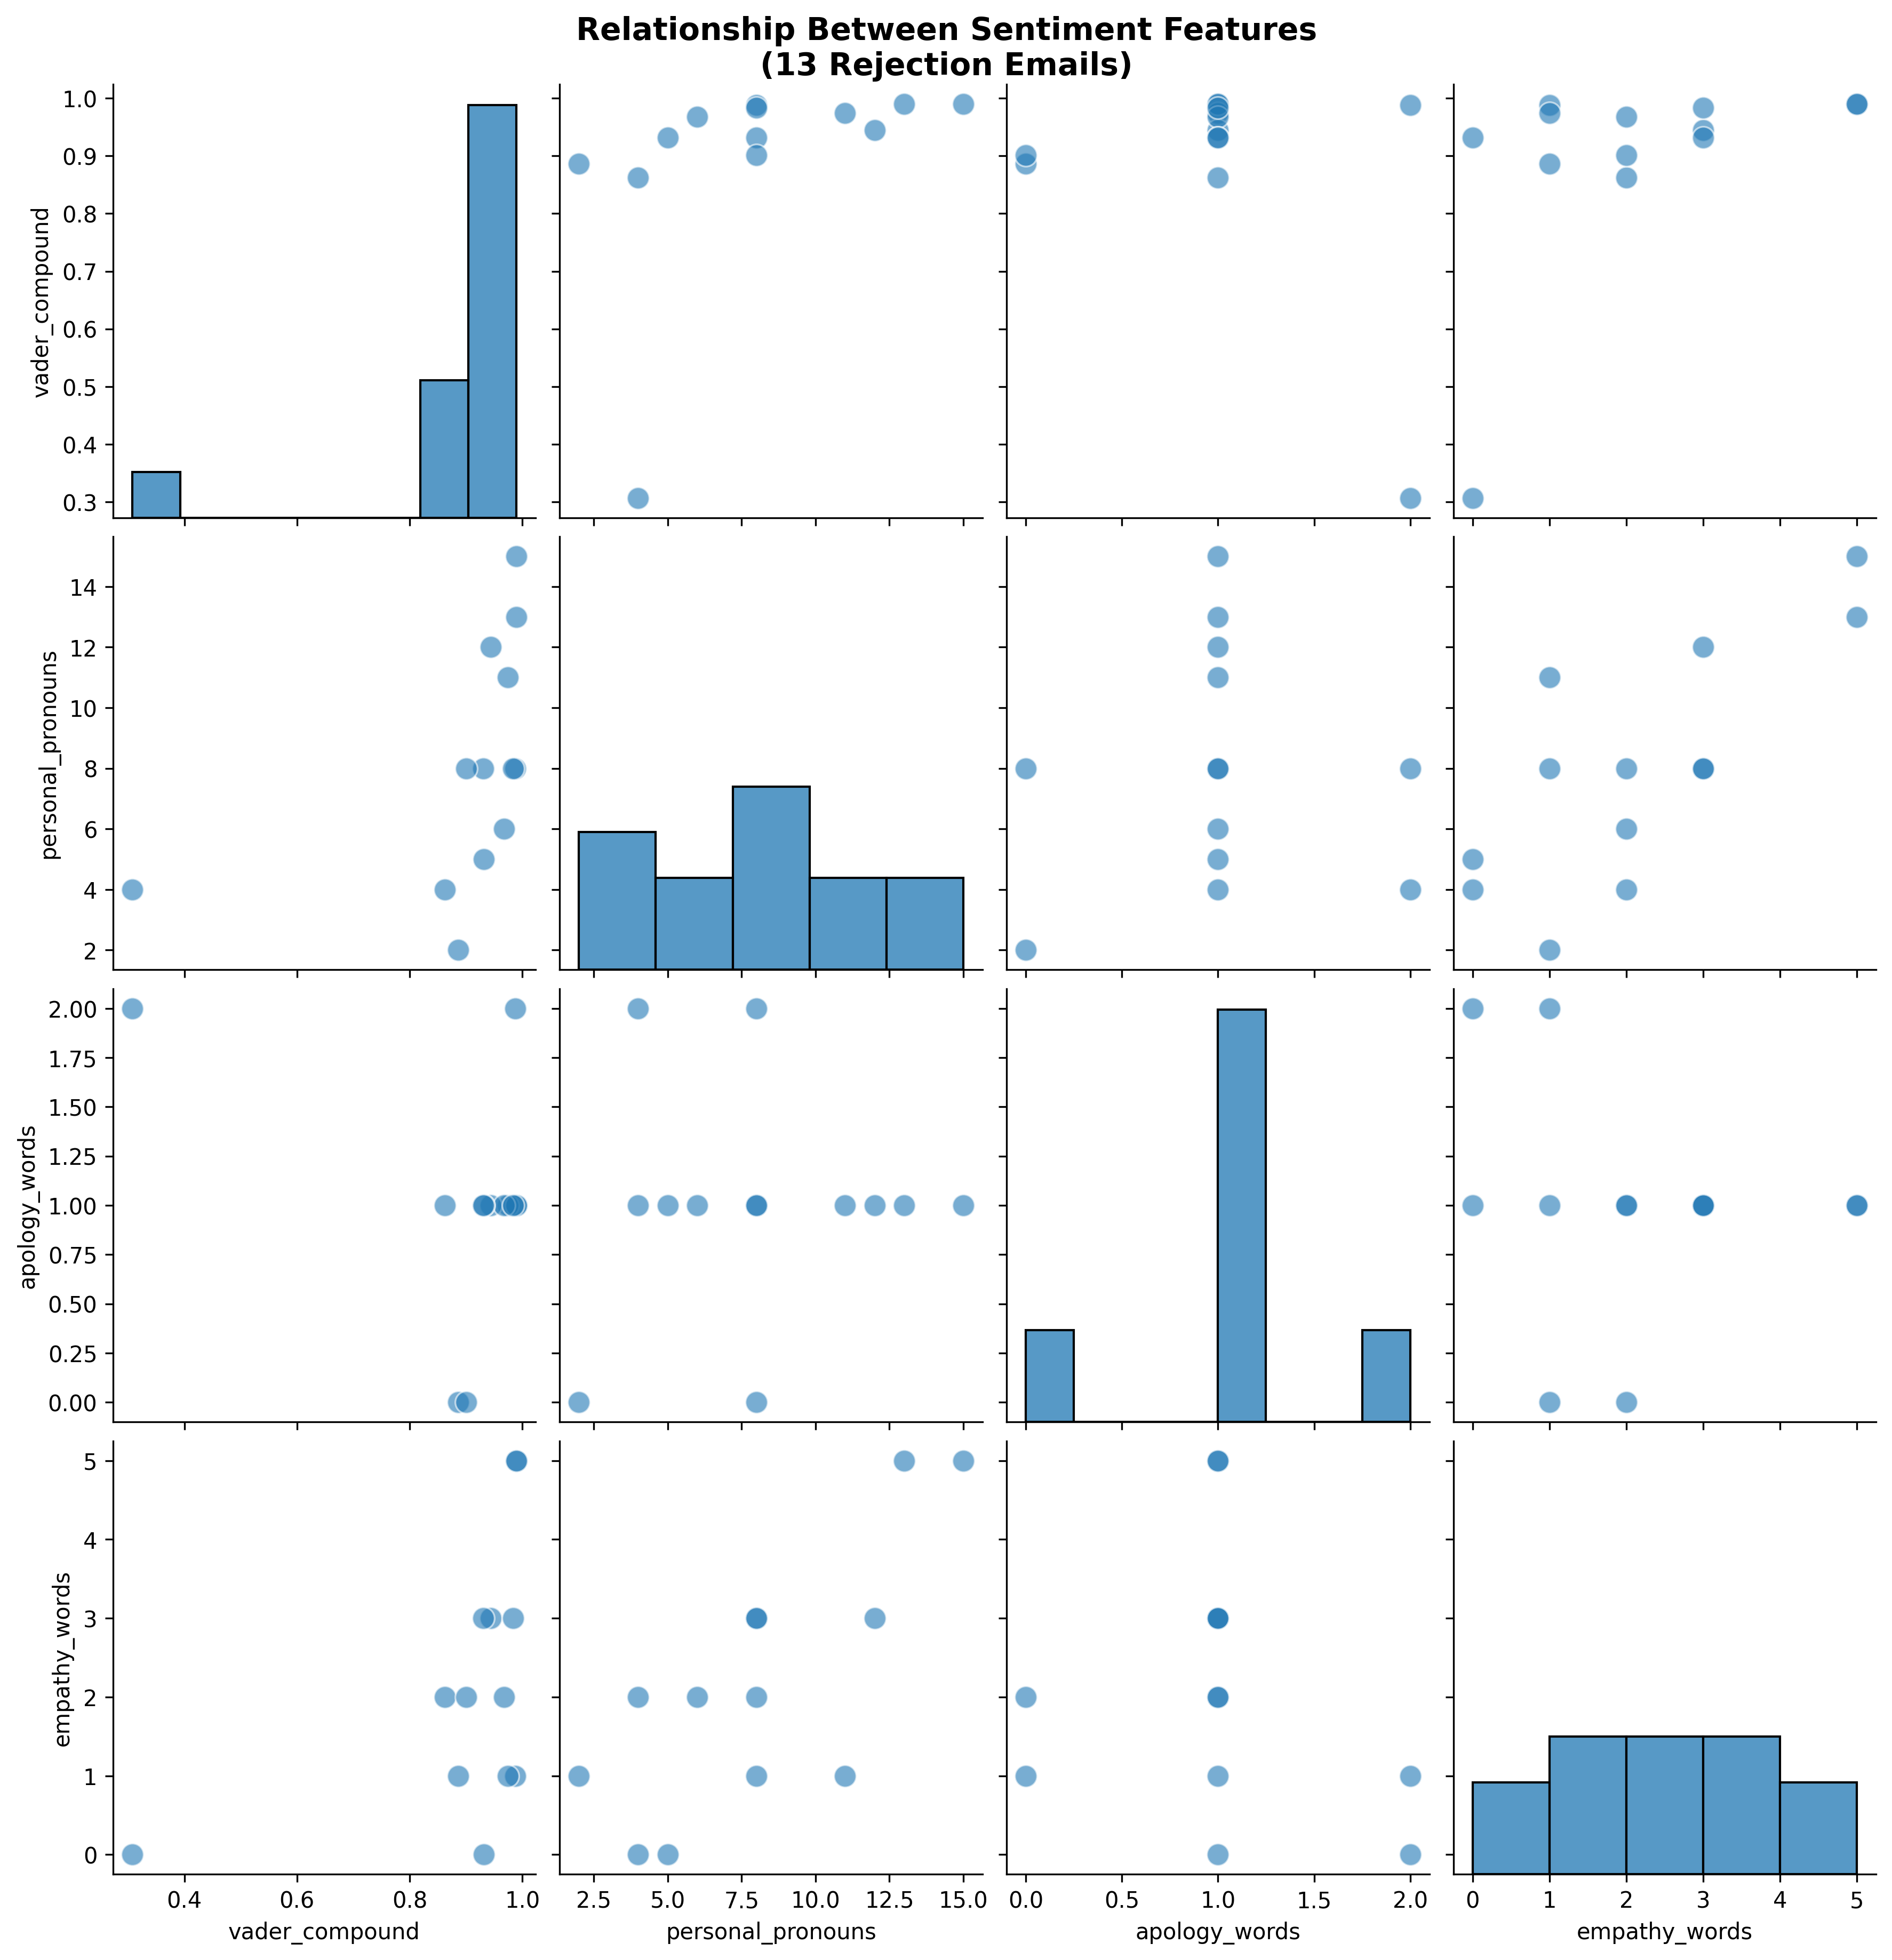 Relationship Between Sentiment Features
(13 Rejection Emails)
1.0
0.9
0.8
0.7
0.6
0.5
0.4
0.3
vader_compound
14
12
10
8
6
4
2
personal_pronouns
2.00
1.75
1.50
1.25
1.00
0.75
0.50
0.25
0.00
apology_words
5
4
3
2
1
0
empathy_words
0.4 0.6 0.8 1.0
vader_compound
2.5 5.0 7.5 10.0 12.5 15.0
personal_pronouns
0.0 0.5 1.0 1.5 2.0
apology_words
0 1 2 3 4 5
empathy_words